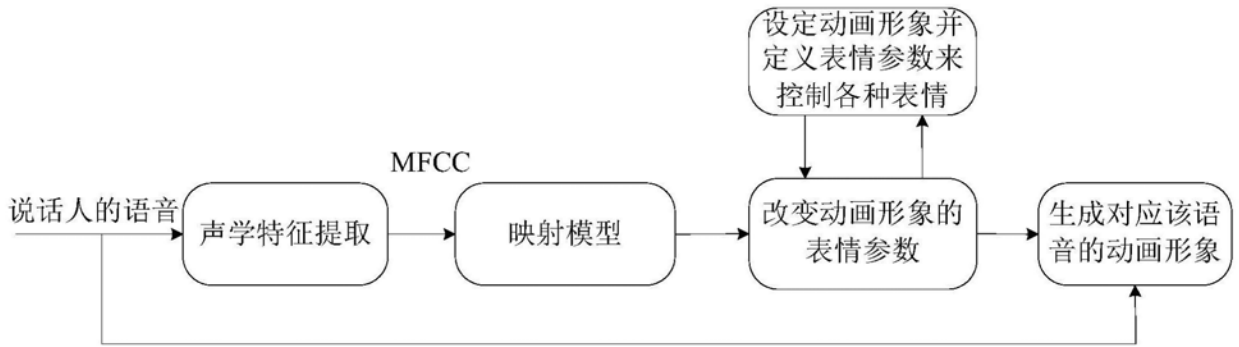 设定动画形象并
定义表情参数来
控制各种表情
MFCC
说话人的语音
声学特征提取
映射模型
改变动画形象的
表情参数
生成对应该语
音的动画形象